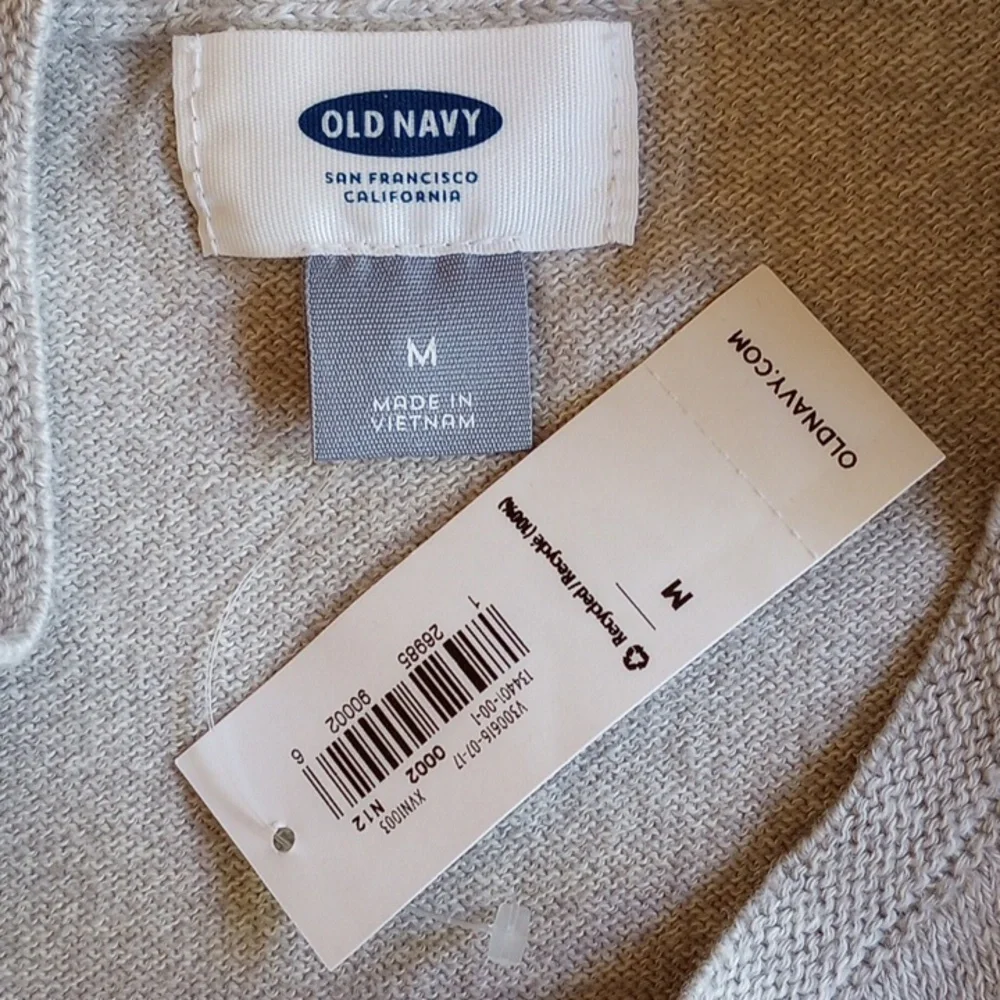 OLD NAVY
SAN FRANCISCO
CALIFORNIA
M
MADE IN
VIETNAM
OLDNAVY.COM
M
Recycled / Recyclé (100%)
1 26985 90002 6
V300616-07-17
134401-00-1
0002
XVN1003
N12